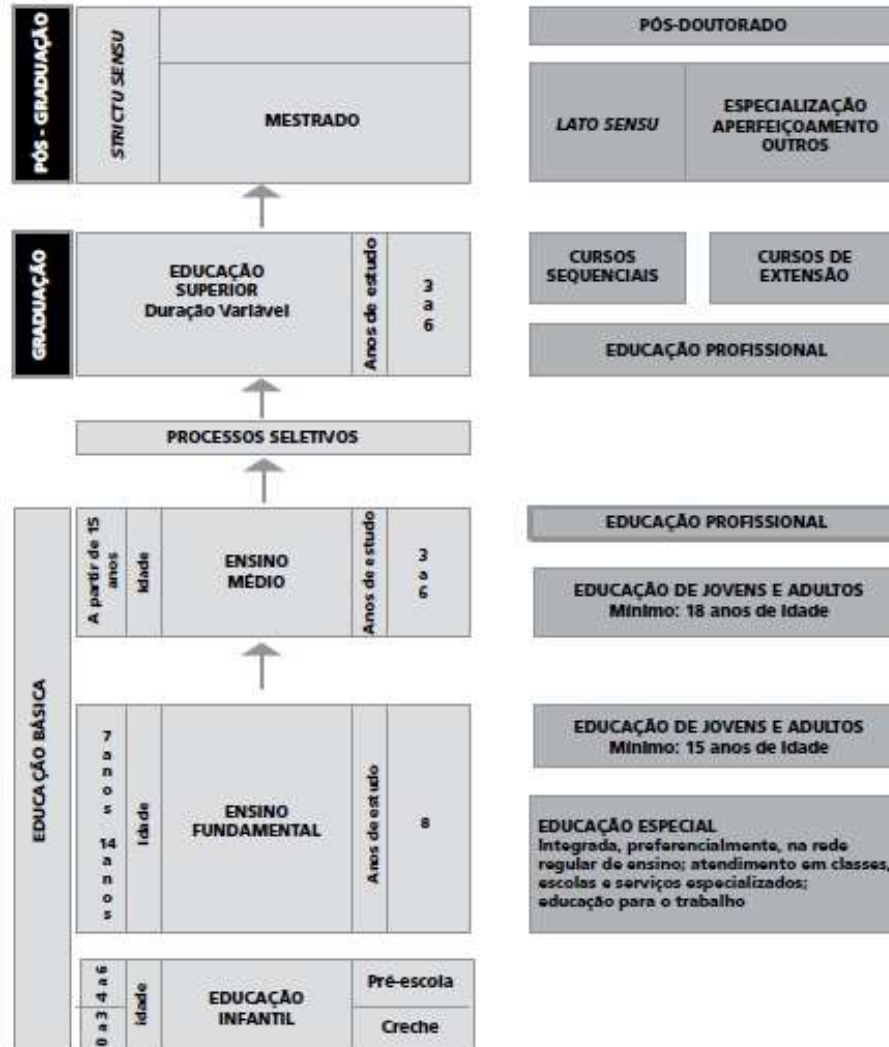 PÓS - GRADUAÇÃO
STRICTU SENSU
MESTRADO
PÓS-DOUTORADO
LATO SENSU
ESPECIALIZAÇÃO
APERFEIÇOAMENTO
OUTROS
GRADUAÇÃO
EDUCAÇÃO
SUPERIOR
Duração Variável
Anos de estudo
3
a
6
CURSOS
SEQUENCIAIS
CURSOS DE
EXTENSÃO
EDUCAÇÃO PROFISSIONAL
PROCESSOS SELETIVOS
EDUCAÇÃO BÁSICA
A partir de 15
anos
Idade
ENSINO
MÉDIO
Anos de estudo
3
a
6
EDUCAÇÃO PROFISSIONAL
EDUCAÇÃO DE JOVENS E ADULTOS
Mínimo: 18 anos de Idade
7
a
n
o
s
14
a
n
o
s
Idade
ENSINO
FUNDAMENTAL
Anos de estudo
8
EDUCAÇÃO DE JOVENS E ADULTOS
Mínimo: 15 anos de Idade
EDUCAÇÃO ESPECIAL
Integrada, preferencialmente, na rede
regular de ensino; atendimento em classes,
escolas e serviços especializados;
educação para o trabalho
4 a 6
0 a 3
idade
EDUCAÇÃO
INFANTIL
Pré-escola
Creche